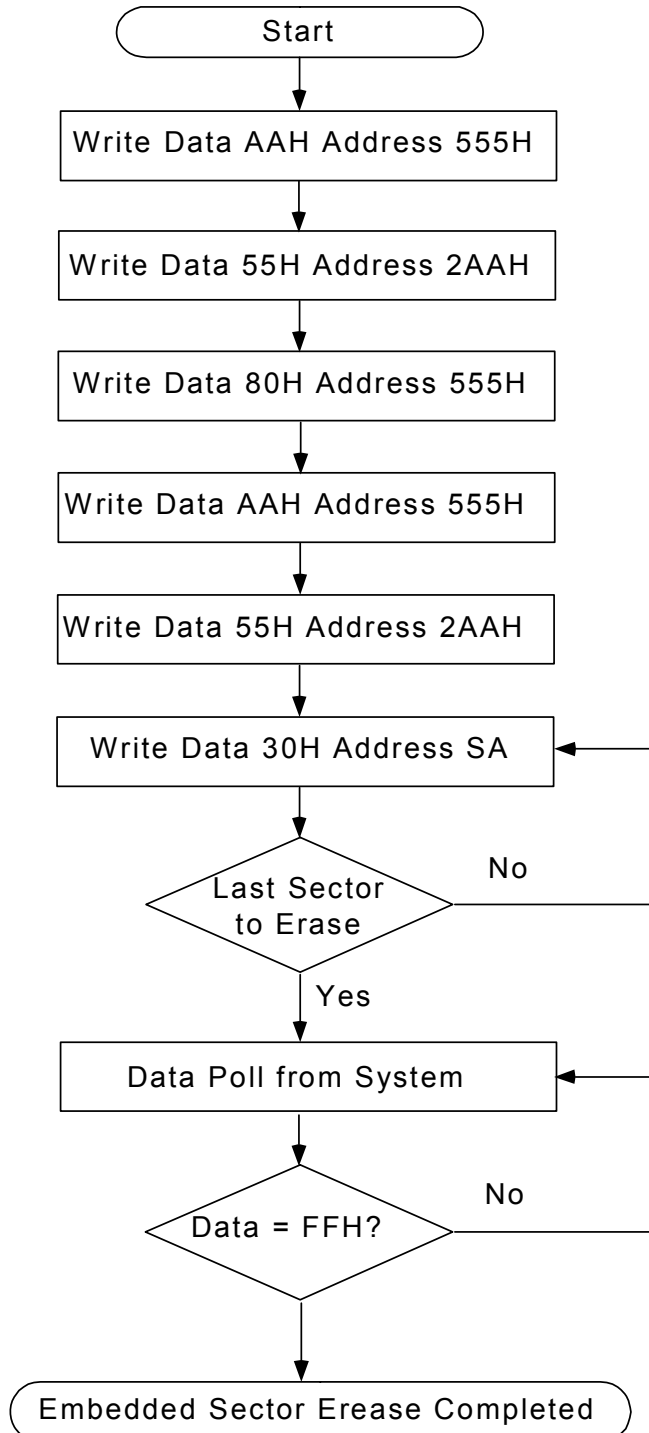 Start
Write Data AAH Address 555H
Write Data 55H Address 2AAH
Write Data 80H Address 555H
Write Data AAH Address 555H
Write Data 55H Address 2AAH
Write Data 30H Address SA
No
Last Sector
to Erase
Yes
Data Poll from System
No
Data = FFH?
Embedded Sector Erease Completed